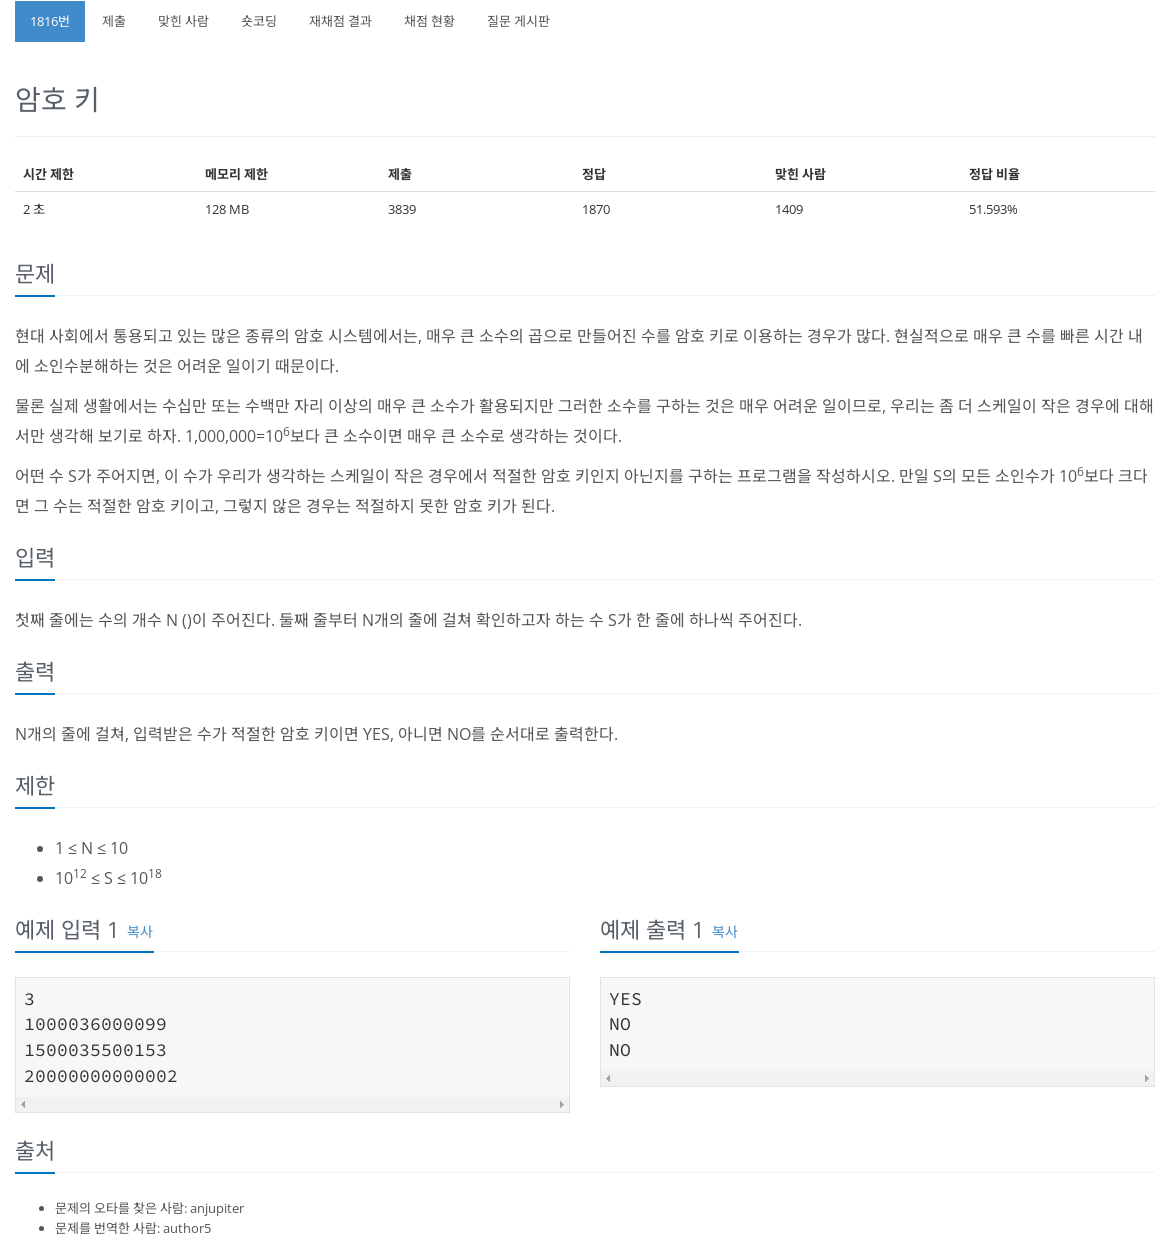 1816번 제출 맞힌 사람 숏코딩 재채점 결과 채점 현황 질문 게시판
암호 키
시간 제한 메모리 제한 제출 정답 맞힌 사람 정답 비율
2 초 128 MB 3839 1870 1409 51.593%
문제
현대 사회에서 통용되고 있는 많은 종류의 암호 시스템에서는, 매우 큰 소수의 곱으로 만들어진 수를 암호 키로 이용하는 경우가 많다. 현실적으로 매우 큰 수를 빠른 시간 내
에 소인수분해하는 것은 어려운 일이기 때문이다.
물론 실제 생활에서는 수십만 또는 수백만 자리 이상의 매우 큰 소수가 활용되지만 그러한 소수를 구하는 것은 매우 어려운 일이므로, 우리는 좀 더 스케일이 작은 경우에 대해
서만 생각해 보기로 하자. 1,000,000=10⁶보다 큰 소수이면 매우 큰 소수로 생각하는 것이다.
어떤 수 S가 주어지면, 이 수가 우리가 생각하는 스케일이 작은 경우에서 적절한 암호 키인지 아닌지를 구하는 프로그램을 작성하시오. 만일 S의 모든 소인수가 10⁶보다 크다
면 그 수는 적절한 암호 키이고, 그렇지 않은 경우는 적절하지 못한 암호 키가 된다.
입력
첫째 줄에는 수의 개수 N ()이 주어진다. 둘째 줄부터 N개의 줄에 걸쳐 확인하고자 하는 수 S가 한 줄에 하나씩 주어진다.
출력
N개의 줄에 걸쳐, 입력받은 수가 적절한 암호 키이면 YES, 아니면 NO를 순서대로 출력한다.
제한
• 1 ≤ N ≤ 10
• 10¹² ≤ S ≤ 10¹⁸
예제 입력 1 복사
3
1000036000099
1500035500153
20000000000002
예제 출력 1 복사
YES
NO
NO
출처
• 문제의 오타를 찾은 사람: anjupiter
• 문제를 번역한 사람: author5